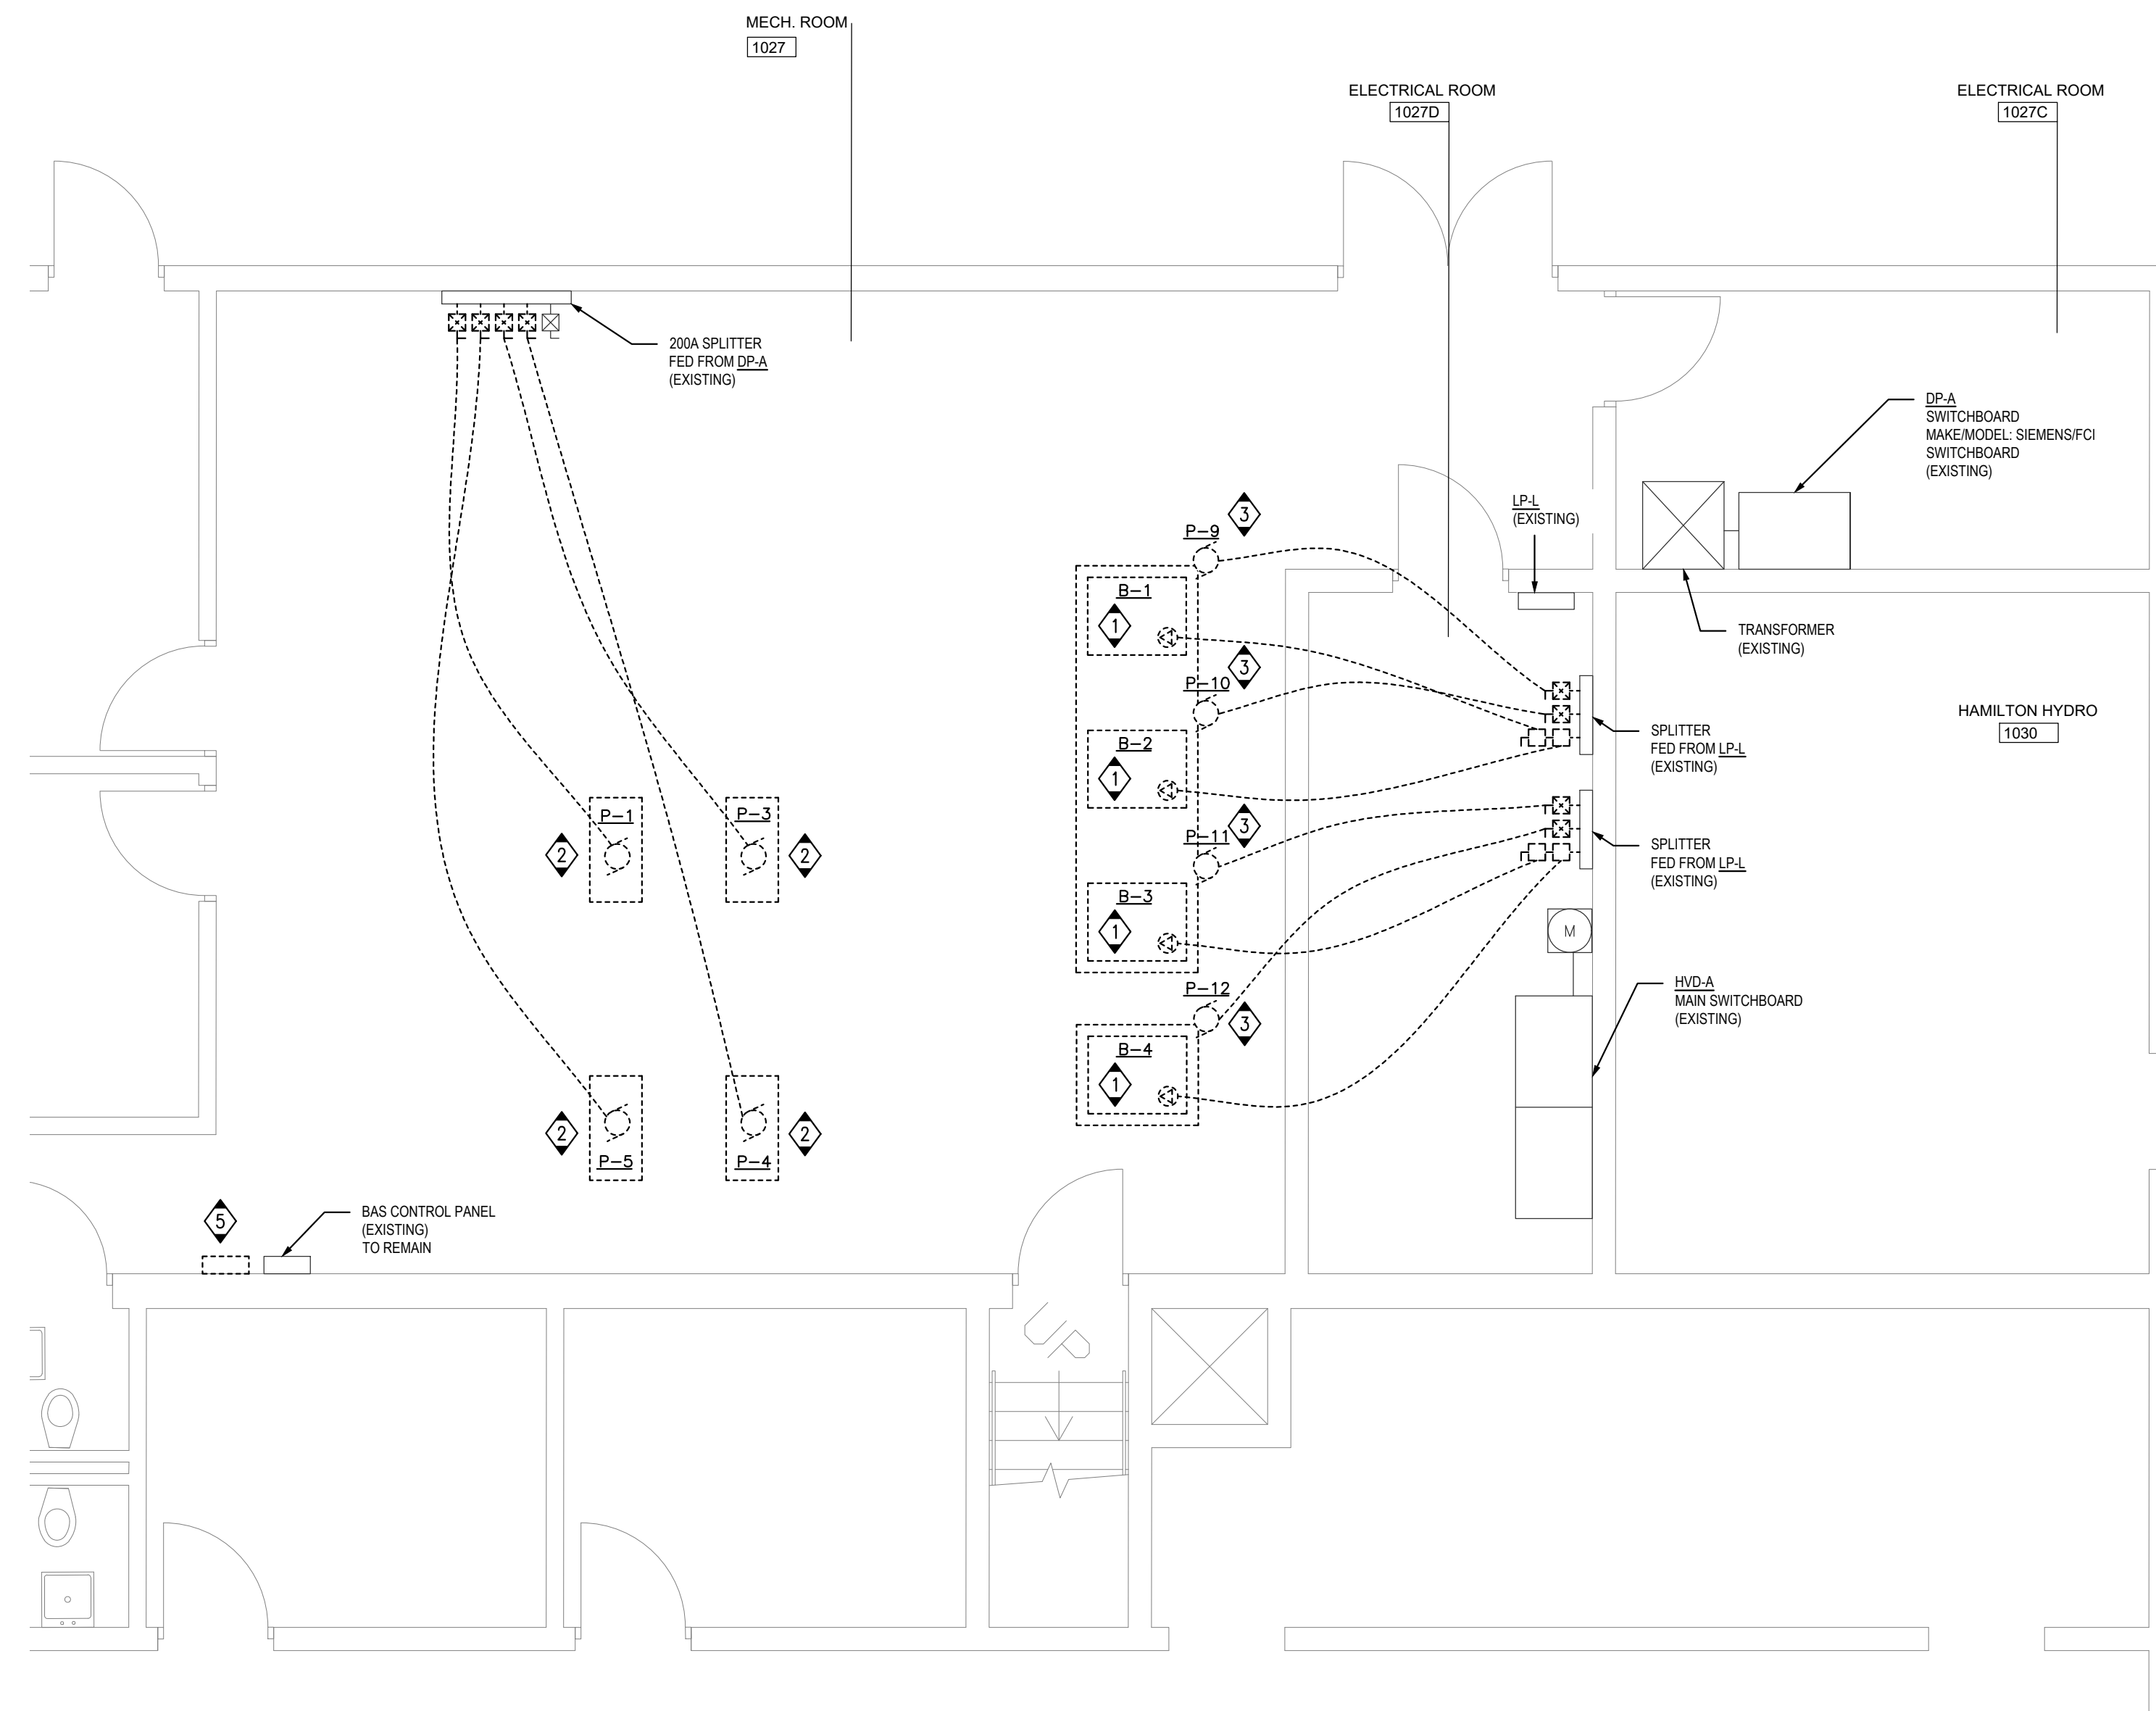 MECH. ROOM
1027
ELECTRICAL ROOM
1027D
ELECTRICAL ROOM
1027C
200A SPLITTER
FED FROM DP-A
(EXISTING)
DP-A
SWITCHBOARD
MAKE/MODEL: SIEMENS/FCI
SWITCHBOARD
(EXISTING)
LP-L
(EXISTING)
P-9
3
B-1
1
TRANSFORMER
(EXISTING)
3
P-10
HAMILTON HYDRO
1030
SPLITTER
FED FROM LP-L
(EXISTING)
B-2
1
P-1
2
P-3
2
3
P-11
SPLITTER
FED FROM LP-L
(EXISTING)
B-3
1
M
P-12
3
HVD-A
MAIN SWITCHBOARD
(EXISTING)
B-4
1
2
P-5
2
P-4
5
BAS CONTROL PANEL
(EXISTING)
TO REMAIN
UP